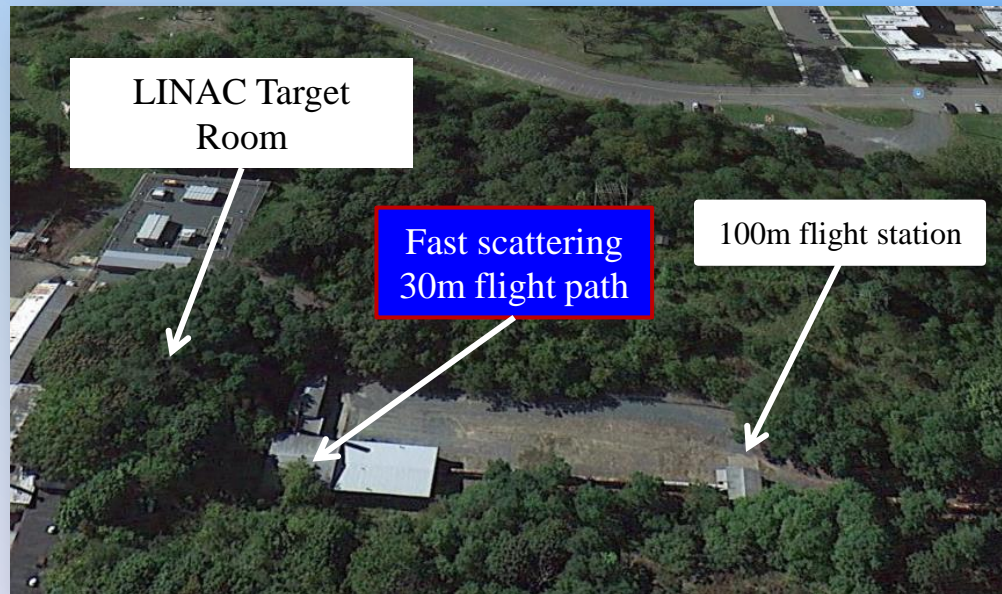 LINAC Target
Room
Fast scattering
30m flight path
100m flight station